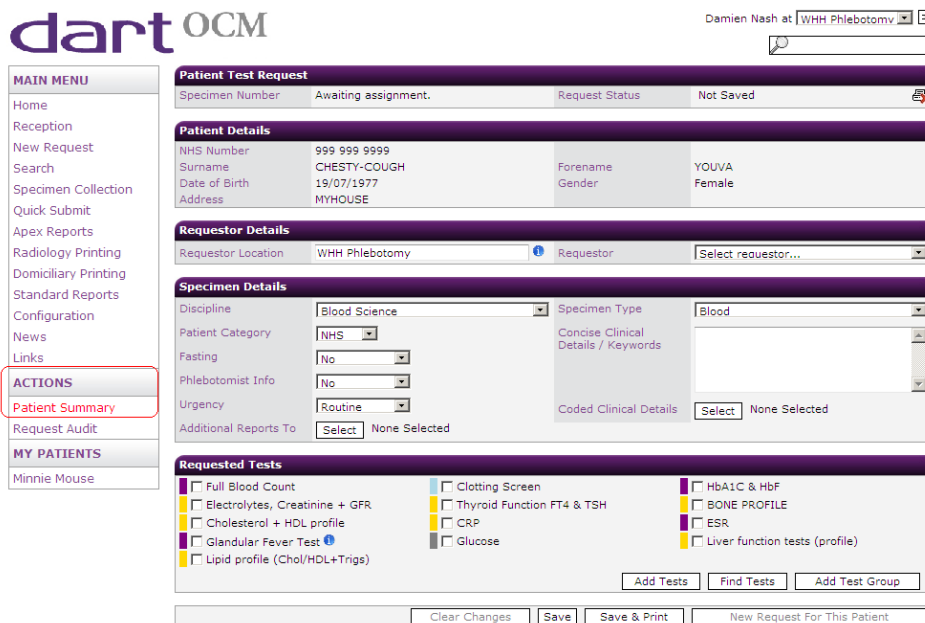 dart OCM
Damien Nash at WHH Phlebotomy
MAIN MENU
Home
Reception
New Request
Search
Specimen Collection
Quick Submit
Apex Reports
Radiology Printing
Domiciliary Printing
Standard Reports
Configuration
News
Links
ACTIONS
Patient Summary
Request Audit
MY PATIENTS
Minnie Mouse
Patient Test Request
Specimen Number Awaiting assignment. Request Status Not Saved
Patient Details
NHS Number 999 999 9999
Surname CHESTY-COUGH Forename YOUVA
Date of Birth 19/07/1977 Gender Female
Address MYHOUSE
Requestor Details
Requestor Location WHH Phlebotomy Requestor Select requestor...
Specimen Details
Discipline Blood Science Specimen Type Blood
Patient Category NHS Concise Clinical
Details / Keywords
Fasting No
Phlebotomist Info No
Urgency Routine Coded Clinical Details Select None Selected
Additional Reports To Select None Selected
Requested Tests
Full Blood Count Clotting Screen HbA1C & HbF
Electrolytes, Creatinine + GFR Thyroid Function FT4 & TSH BONE PROFILE
Cholesterol + HDL profile CRP ESR
Glandular Fever Test Glucose Liver function tests (profile)
Lipid profile (Chol/HDL+Trigs)
Add Tests Find Tests Add Test Group
Clear Changes Save Save & Print New Request For This Patient